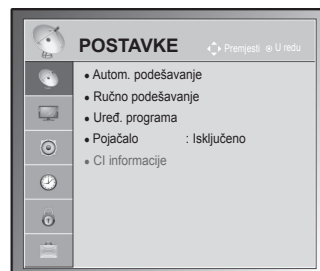 POSTAVKE
Premjesti U redu
• Autom. podešavanje
• Ručno podešavanje
• Uređ. programa
• Pojačalo : Isključeno
• CI informacije